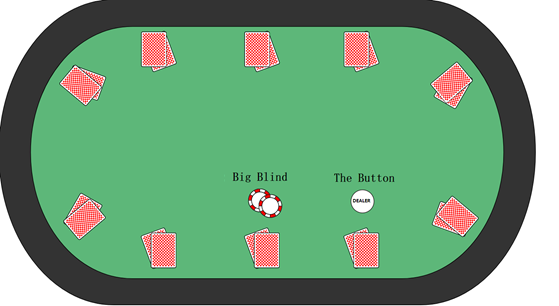 Big Blind
The Button
DEALER